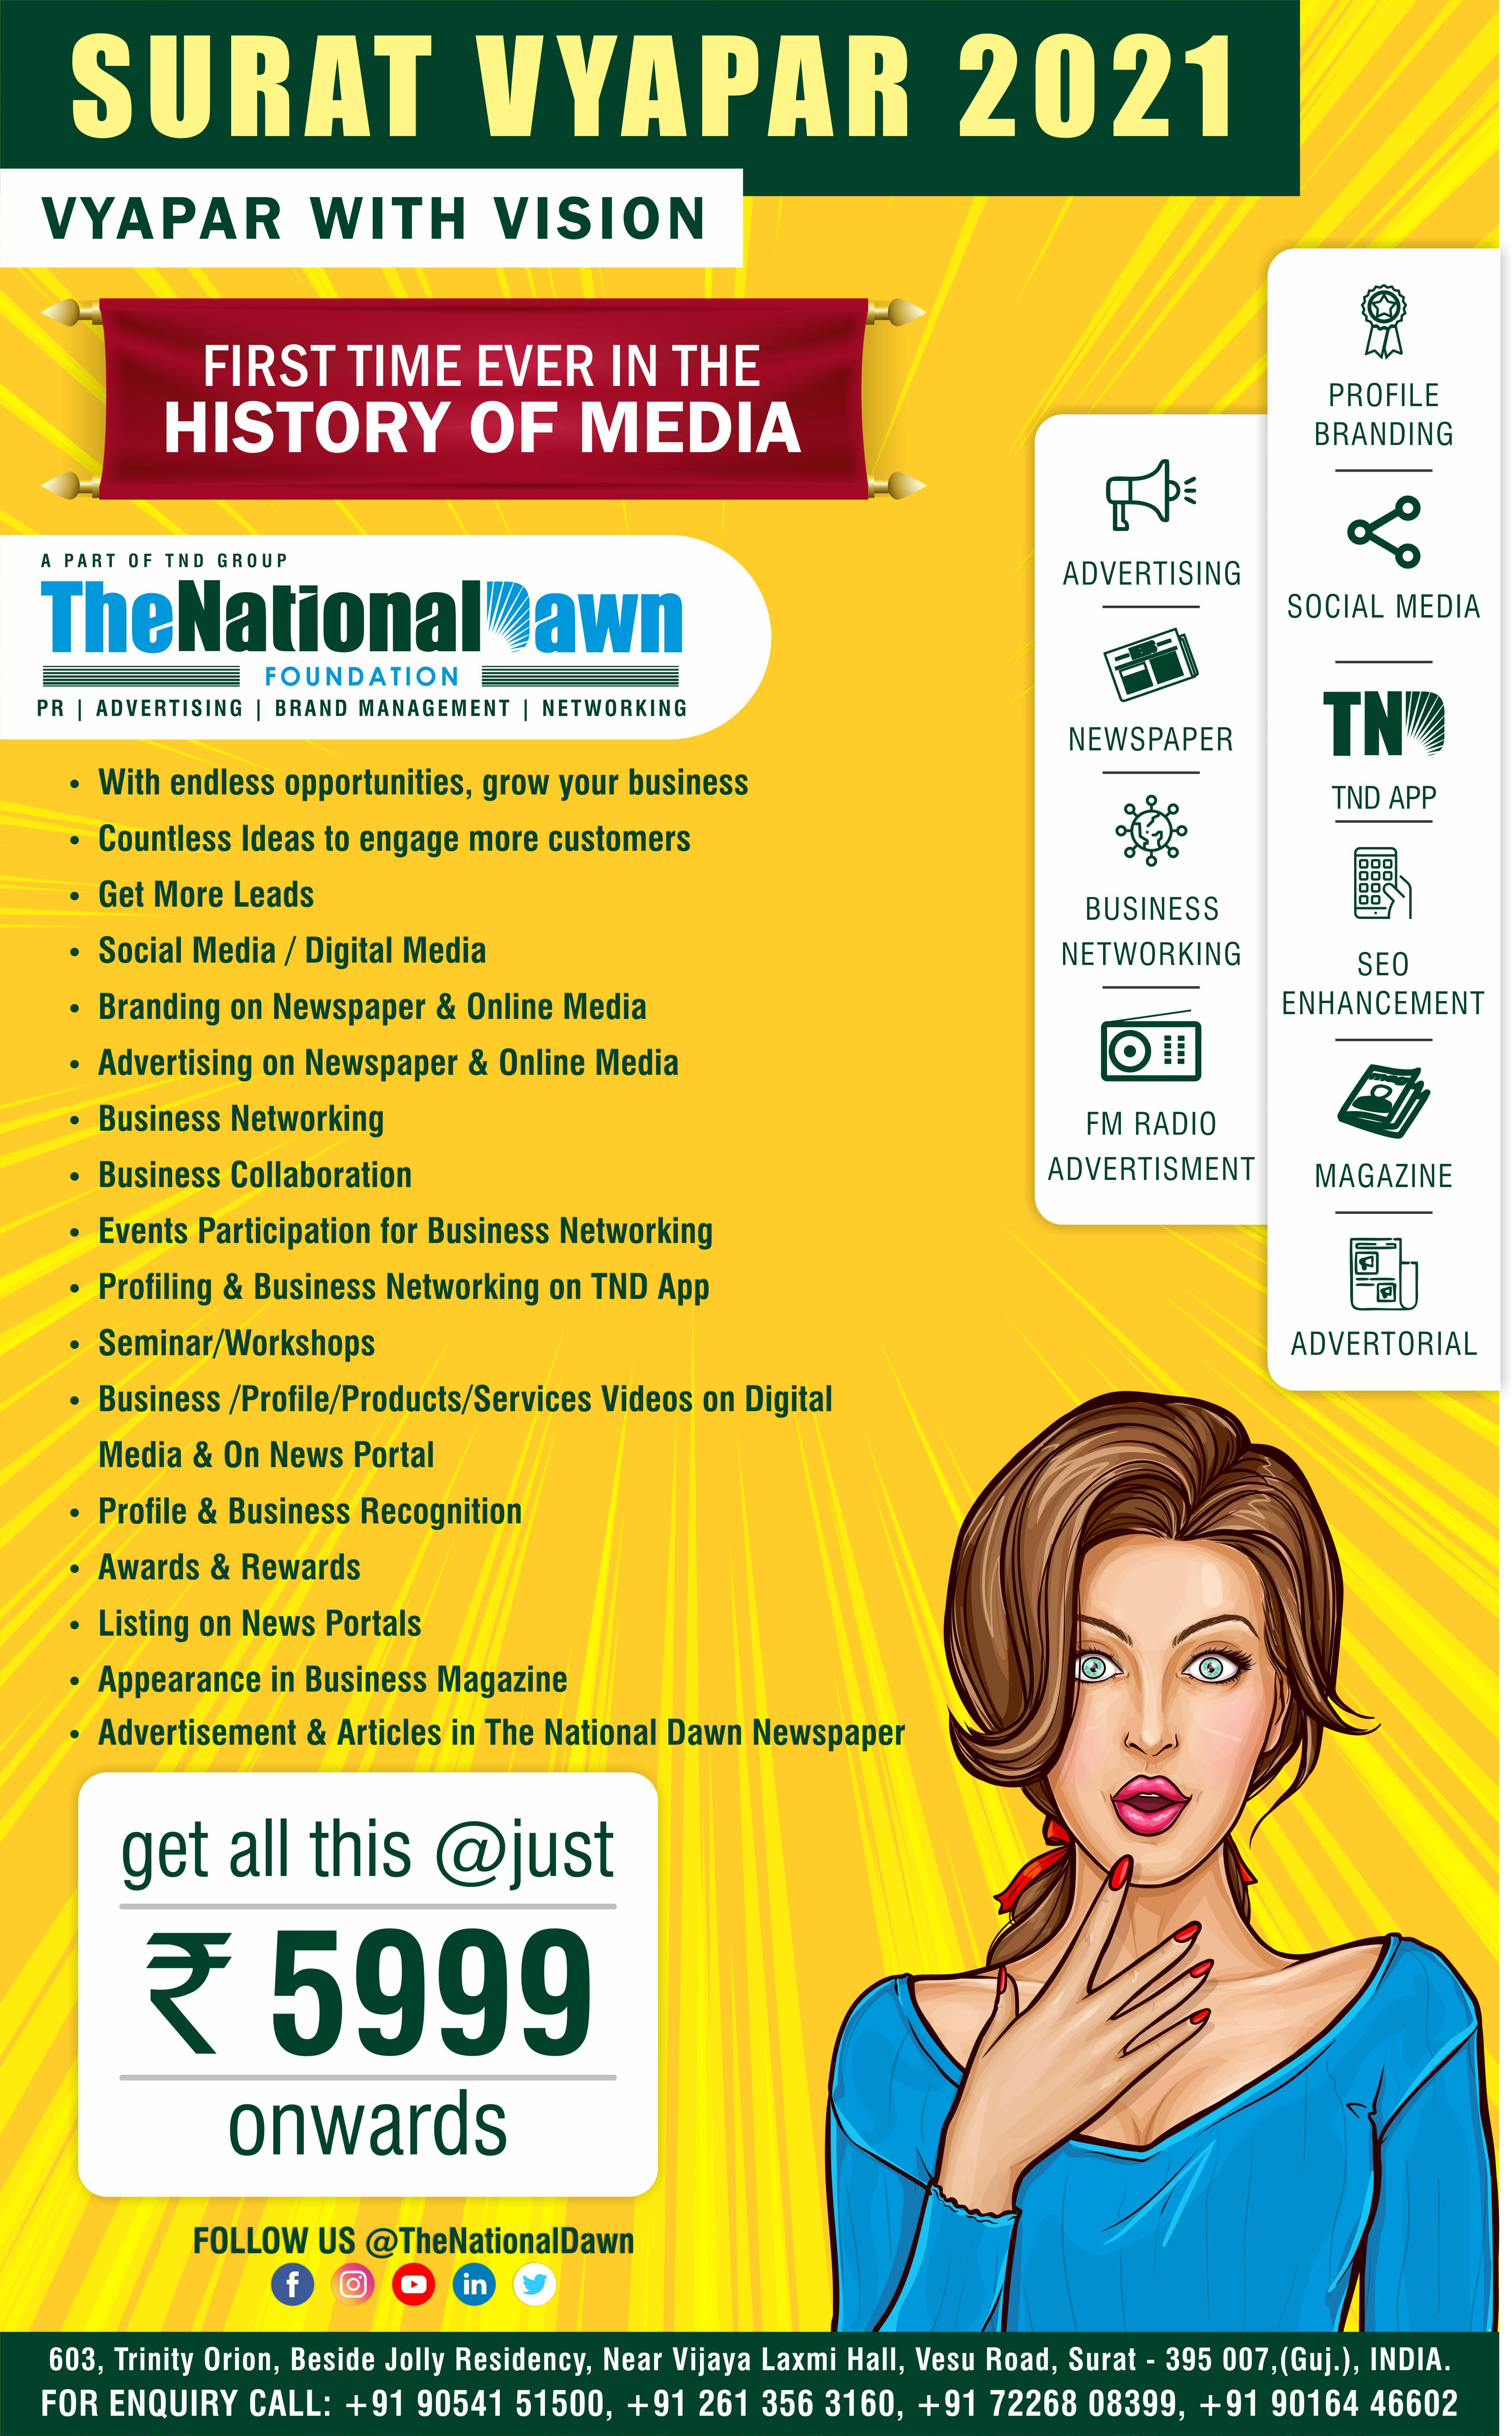 SURAT VYAPAR 2021
VYAPAR WITH VISION
FIRST TIME EVER IN THE
HISTORY OF MEDIA
A PART OF TND GROUP
TheNationalDawn
FOUNDATION
PR | ADVERTISING | BRAND MANAGEMENT | NETWORKING
• With endless opportunities, grow your business
• Countless Ideas to engage more customers
• Get More Leads
• Social Media / Digital Media
• Branding on Newspaper & Online Media
• Advertising on Newspaper & Online Media
• Business Networking
• Business Collaboration
• Events Participation for Business Networking
• Profiling & Business Networking on TND App
• Seminar/Workshops
• Business /Profile/Products/Services Videos on Digital
Media & On News Portal
• Profile & Business Recognition
• Awards & Rewards
• Listing on News Portals
• Appearance in Business Magazine
• Advertisement & Articles in The National Dawn Newspaper
ADVERTISING
NEWSPAPER
BUSINESS
NETWORKING
FM RADIO
ADVERTISMENT
PROFILE
BRANDING
SOCIAL MEDIA
TND
TND APP
SEO
ENHANCEMENT
MAGAZINE
ADVERTORIAL
get all this @just
₹ 5999
onwards
FOLLOW US @TheNationalDawn
603, Trinity Orion, Beside Jolly Residency, Near Vijaya Laxmi Hall, Vesu Road, Surat - 395 007,(Guj.), INDIA.
FOR ENQUIRY CALL: +91 90541 51500, +91 261 356 3160, +91 72268 08399, +91 90164 46602